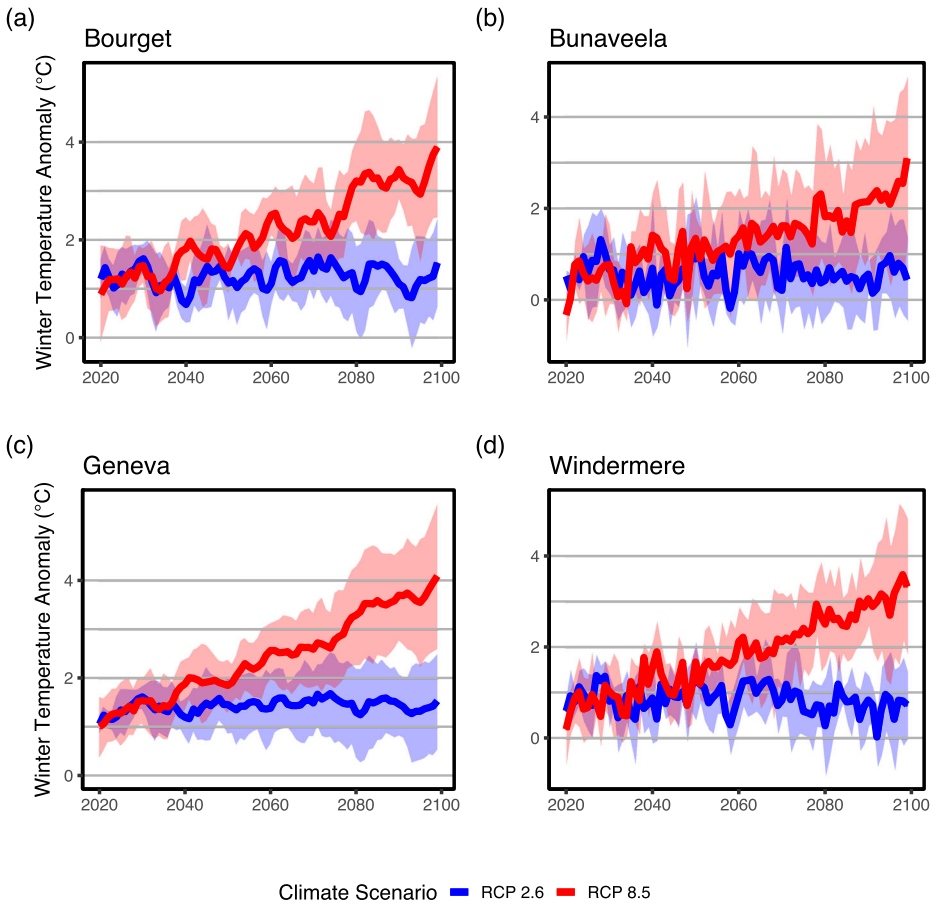 (a)
Bourget
Winter Temperature Anomaly (°C)
4
2
0
2020 2040 2060 2080 2100
(b)
Bunaveela
4
2
0
2020 2040 2060 2080 2100
(c)
Geneva
Winter Temperature Anomaly (°C)
4
2
0
2020 2040 2060 2080 2100
(d)
Windermere
4
2
0
2020 2040 2060 2080 2100
Climate Scenario RCP 2.6 RCP 8.5